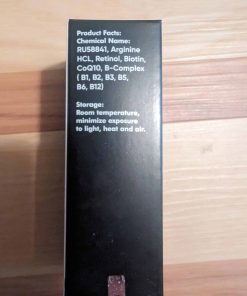 Product Facts:
Chemical Name:
RU58841, Arginine
HCL, Retinol, Biotin,
CoQ10, B-Complex
( B1, B2, B3, B5,
B6, B12)
Storage:
Room temperature,
minimize exposure
to light, heat and air.